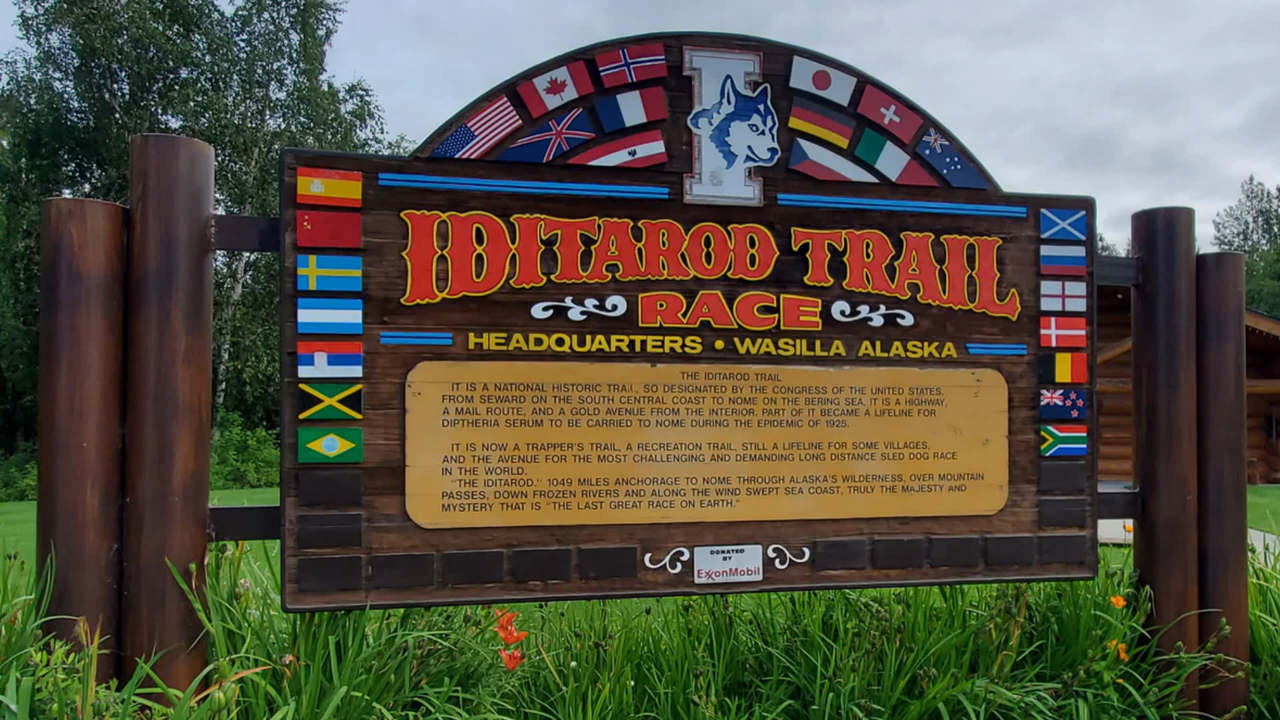 I
IDITAROD TRAIL
RACE
HEADQUARTERS • WASILLA ALASKA
THE IDITAROD TRAIL
IT IS A NATIONAL HISTORIC TRAIL, SO DESIGNATED BY THE CONGRESS OF THE UNITED STATES.
FROM SEWARD ON THE SOUTH CENTRAL COAST TO NOME ON THE BERING SEA, IT IS A HIGHWAY,
A MAIL ROUTE, AND A GOLD AVENUE FROM THE INTERIOR. PART OF IT BECAME A LIFELINE FOR
DIPTHERIA SERUM TO BE CARRIED TO NOME DURING THE EPIDEMIC OF 1925.
IT IS NOW A TRAPPER'S TRAIL, A RECREATION TRAIL, STILL A LIFELINE FOR SOME VILLAGES,
AND THE AVENUE FOR THE MOST CHALLENGING AND DEMANDING LONG DISTANCE SLED DOG RACE
IN THE WORLD.
"THE IDITAROD." 1049 MILES ANCHORAGE TO NOME THROUGH ALASKA'S WILDERNESS, OVER MOUNTAIN
PASSES, DOWN FROZEN RIVERS AND ALONG THE WIND SWEPT SEA COAST, TRULY THE MAJESTY AND
MYSTERY THAT IS "THE LAST GREAT RACE ON EARTH."
DONATED
BY
ExxonMobil